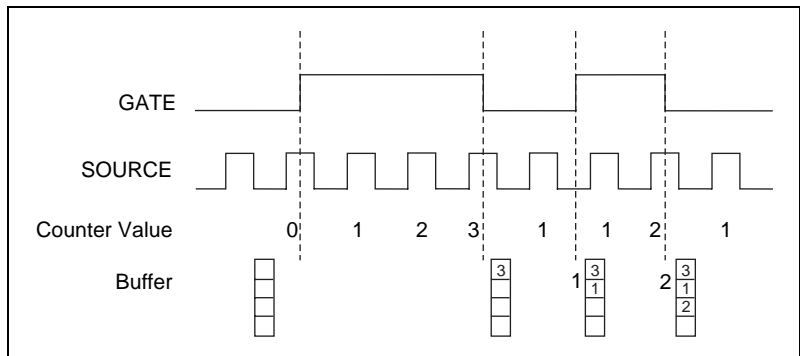 GATE
SOURCE
Counter Value 0 1 2 3 1 1 2 1
Buffer 3 1 3 1 2 3 1 2